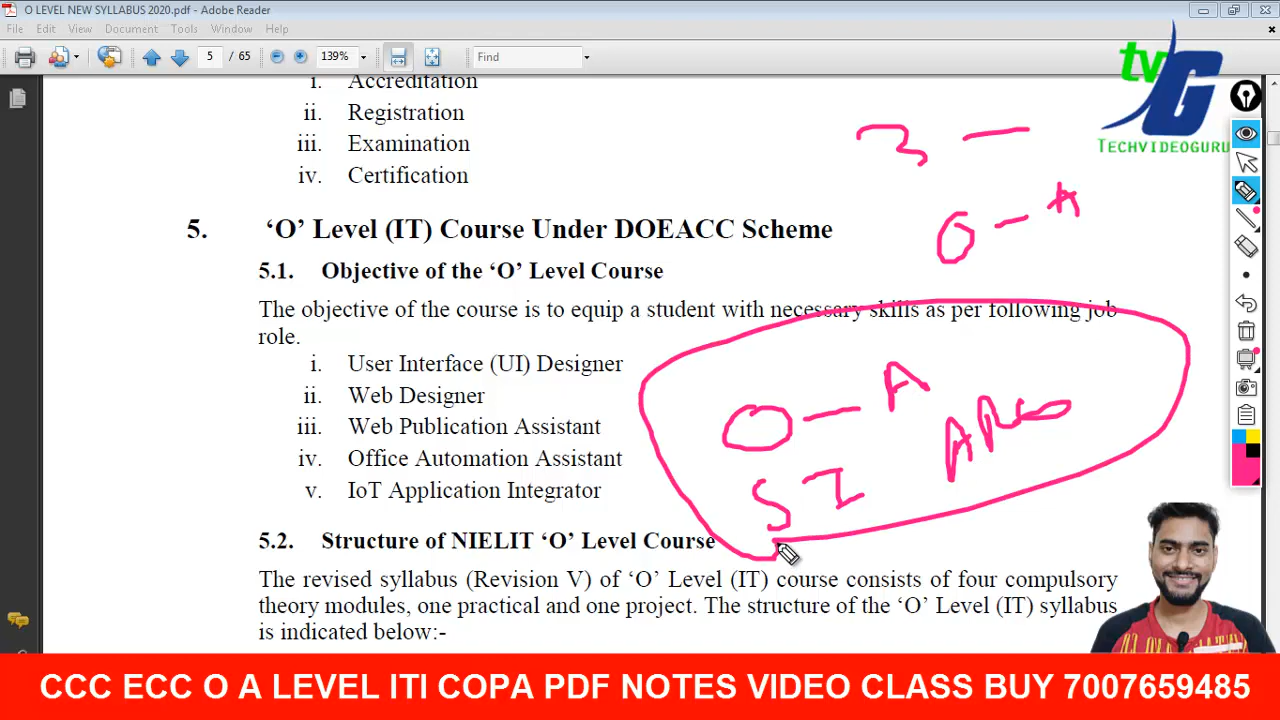 O LEVEL NEW SYLLABUS 2020.pdf - Adobe Reader
File Edit View Document Tools Window Help
5 / 65 139% Find
i. Accreditation
ii. Registration
iii. Examination
iv. Certification
tv
G
TECHVIDEOGURU
3 —
O — A
5. ‘O’ Level (IT) Course Under DOEACC Scheme
5.1. Objective of the ‘O’ Level Course
The objective of the course is to equip a student with necessary skills as per following job
role.
i. User Interface (UI) Designer
ii. Web Designer
iii. Web Publication Assistant
iv. Office Automation Assistant
v. IoT Application Integrator
O — A
S I
5.2. Structure of NIELIT ‘O’ Level Course
The revised syllabus (Revision V) of ‘O’ Level (IT) course consists of four compulsory
theory modules, one practical and one project. The structure of the ‘O’ Level (IT) syllabus
is indicated below:-
CCC ECC O A LEVEL ITI COPA PDF NOTES VIDEO CLASS BUY 7007659485